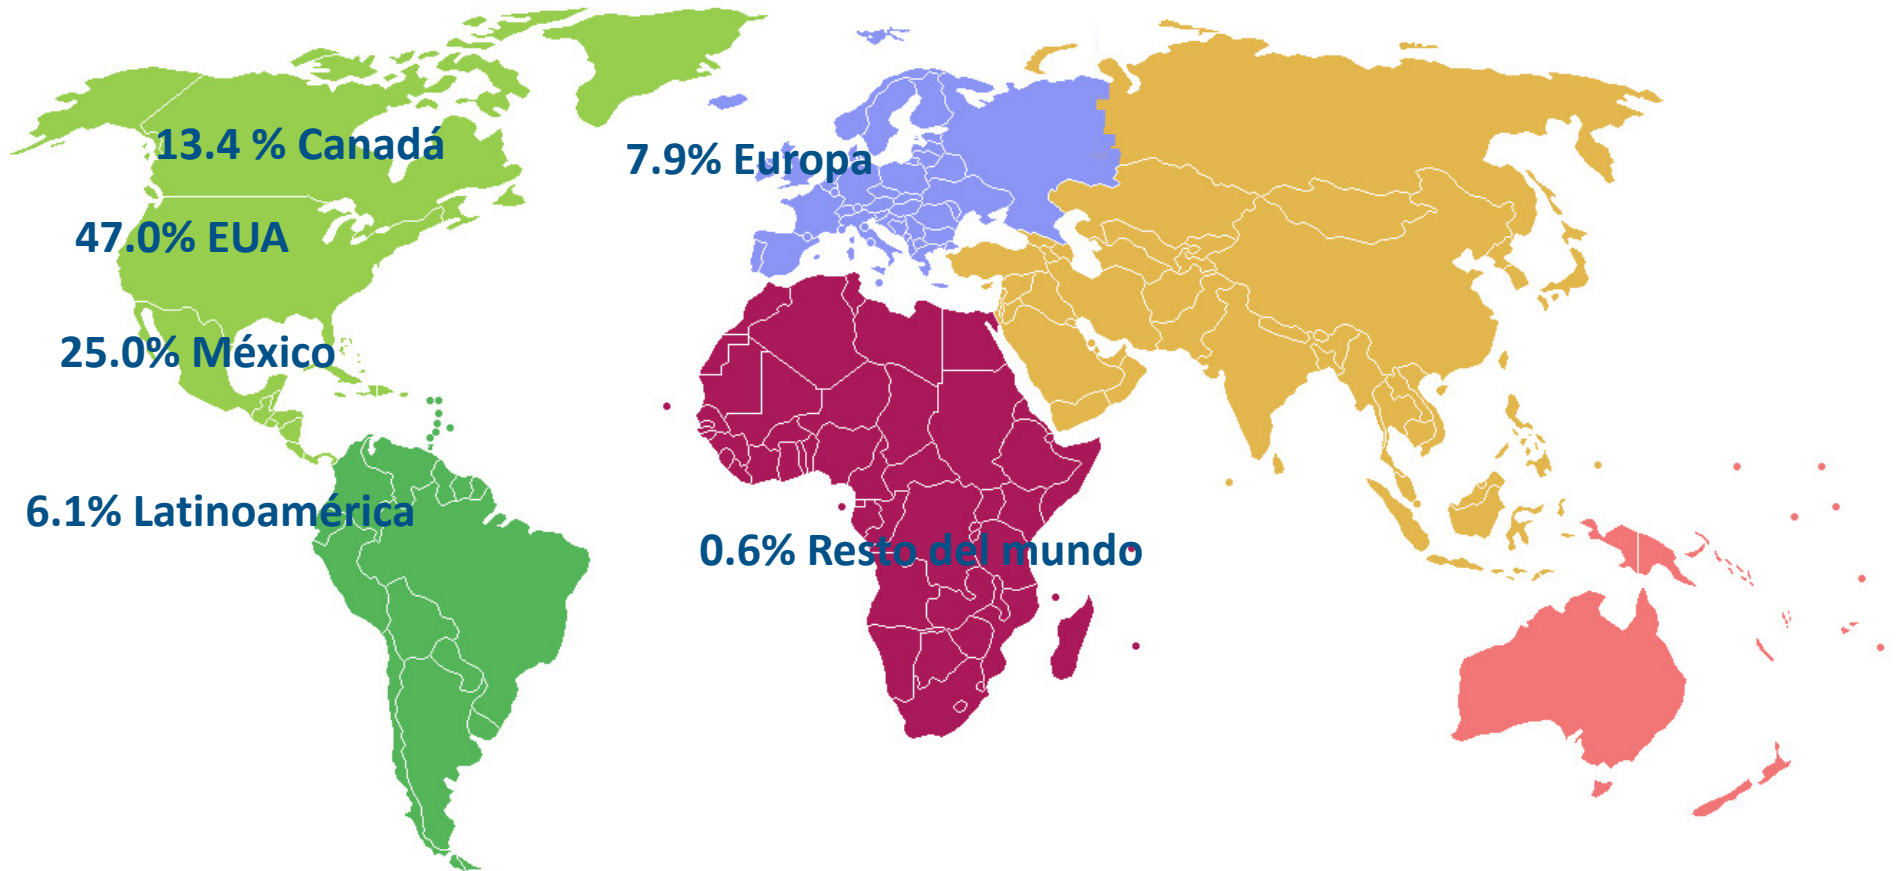 13.4 % Canadá
7.9% Europa
47.0% EUA
25.0% México
6.1% Latinoamérica
0.6% Resto del mundo